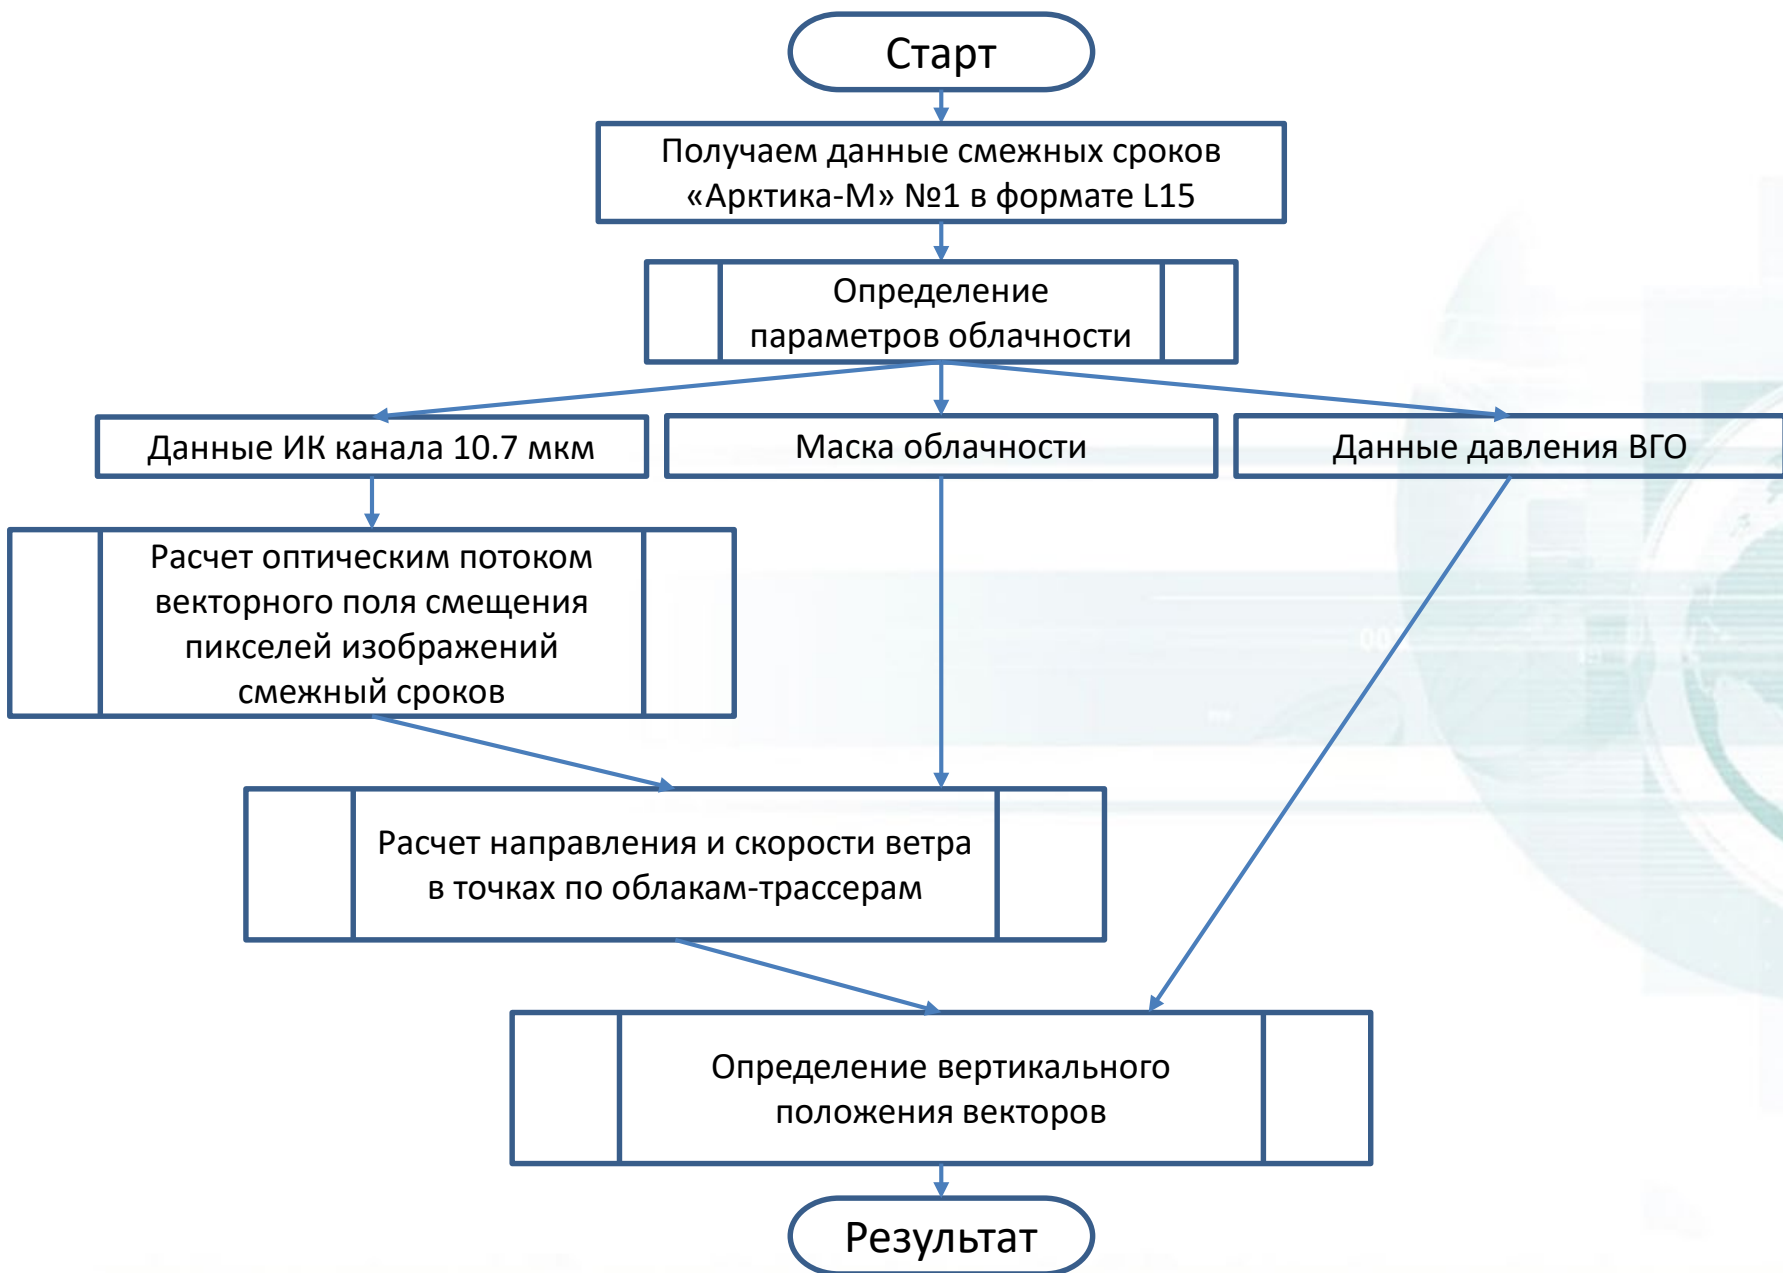 Старт
Получаем данные смежных сроков
«Арктика-М» №1 в формате L15
Определение
параметров облачности
Данные ИК канала 10.7 мкм
Маска облачности
Данные давления ВГО
Расчет оптическим потоком
векторного поля смещения
пикселей изображений
смежный сроков
Расчет направления и скорости ветра
в точках по облакам-трассерам
Определение вертикального
положения векторов
Результат